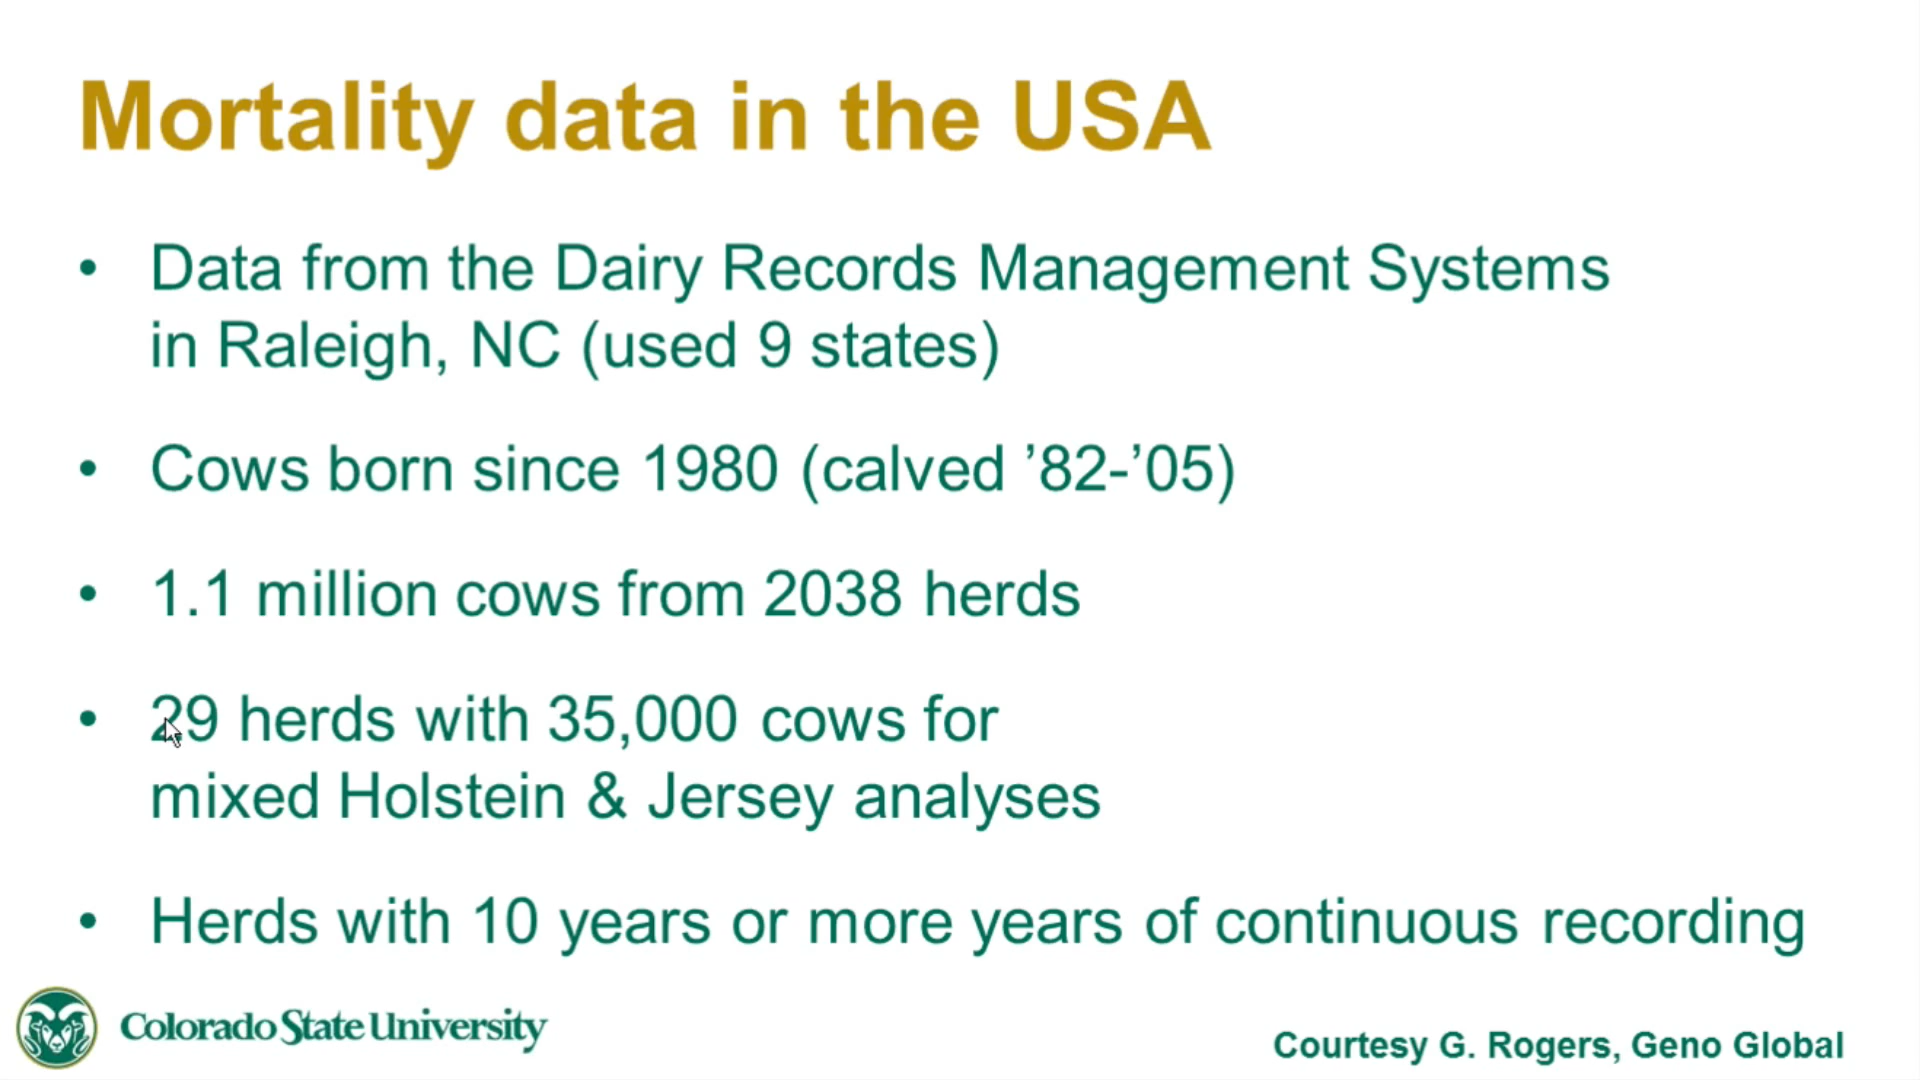 Mortality data in the USA
• Data from the Dairy Records Management Systems
in Raleigh, NC (used 9 states)
• Cows born since 1980 (calved ’82-’05)
• 1.1 million cows from 2038 herds
• 29 herds with 35,000 cows for
mixed Holstein & Jersey analyses
• Herds with 10 years or more years of continuous recording
Colorado State University
Courtesy G. Rogers, Geno Global